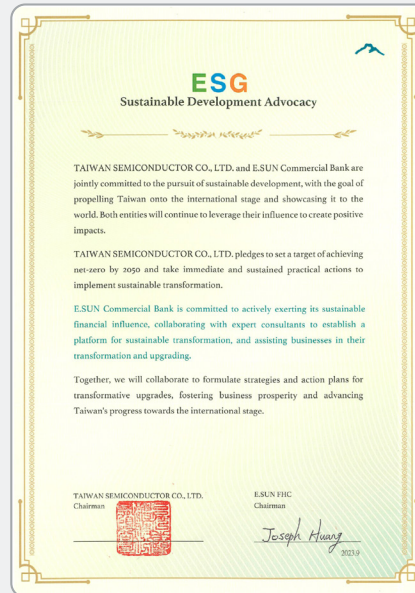 ESG
Sustainable Development Advocacy
TAIWAN SEMICONDUCTOR CO., LTD. and E.SUN Commercial Bank are
jointly committed to the pursuit of sustainable development, with the goal of
propelling Taiwan onto the international stage and showcasing it to the
world. Both entities will continue to leverage their influence to create positive
impacts.
TAIWAN SEMICONDUCTOR CO., LTD. pledges to set a target of achieving
net-zero by 2050 and take immediate and sustained practical actions to
implement sustainable transformation.
E.SUN Commercial Bank is committed to actively exerting its sustainable
financial influence, collaborating with expert consultants to establish a
platform for sustainable transformation, and assisting businesses in their
transformation and upgrading.
Together, we will collaborate to formulate strategies and action plans for
transformative upgrades, fostering business prosperity and advancing
Taiwan's progress towards the international stage.
TAIWAN SEMICONDUCTOR CO., LTD.
Chairman
E.SUN FHC
Chairman
Joseph Huang
2023.9